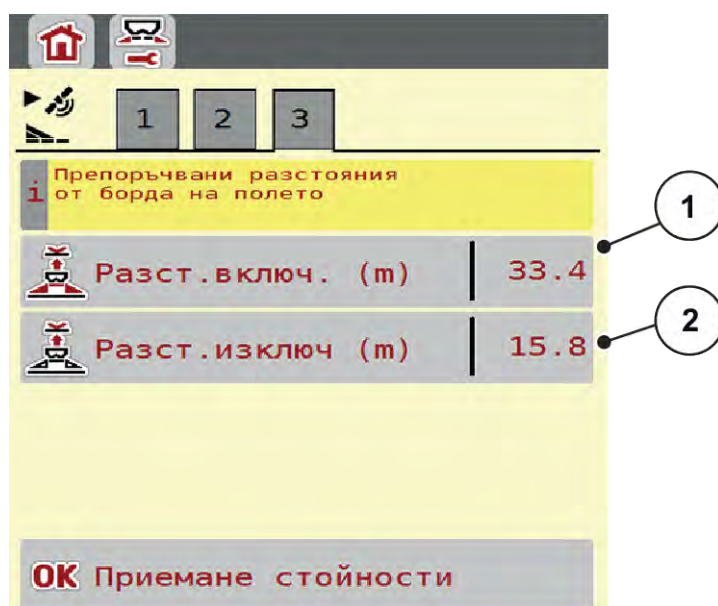 1 2 3
i Препоръчвани разстояния
от борда на полето
Разст.включ. (m) 33.4
1
Разст.изключ (m) 15.8
2
OK Приемане стойности